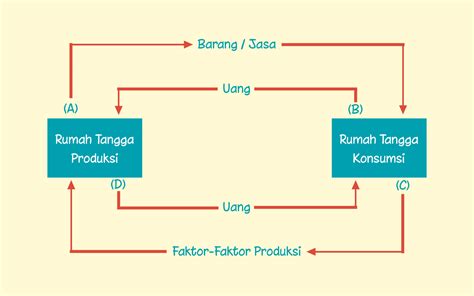 Barang / Jasa
Uang
(A)
(B)
Rumah Tangga
Produksi
Rumah Tangga
Konsumsi
(D)
(C)
Uang
Faktor-Faktor Produksi